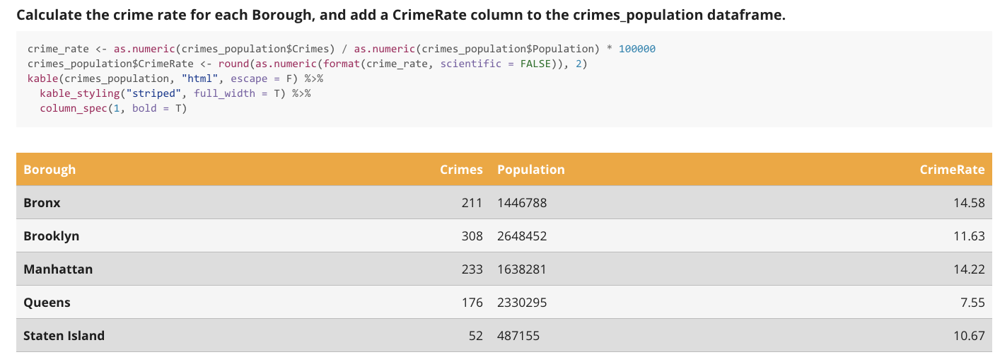 Calculate the crime rate for each Borough, and add a CrimeRate column to the crimes_population dataframe.
crime_rate <- as.numeric(crimes_population$Crimes) / as.numeric(crimes_population$Population) * 100000
crimes_population$CrimeRate <- round(as.numeric(format(crime_rate, scientific = FALSE)), 2)
kable(crimes_population, "html", escape = F) %>%
  kable_styling("striped", full_width = T) %>%
  column_spec(1, bold = T)
Borough Crimes Population CrimeRate
Bronx 211 1446788 14.58
Brooklyn 308 2648452 11.63
Manhattan 233 1638281 14.22
Queens 176 2330295 7.55
Staten Island 52 487155 10.67